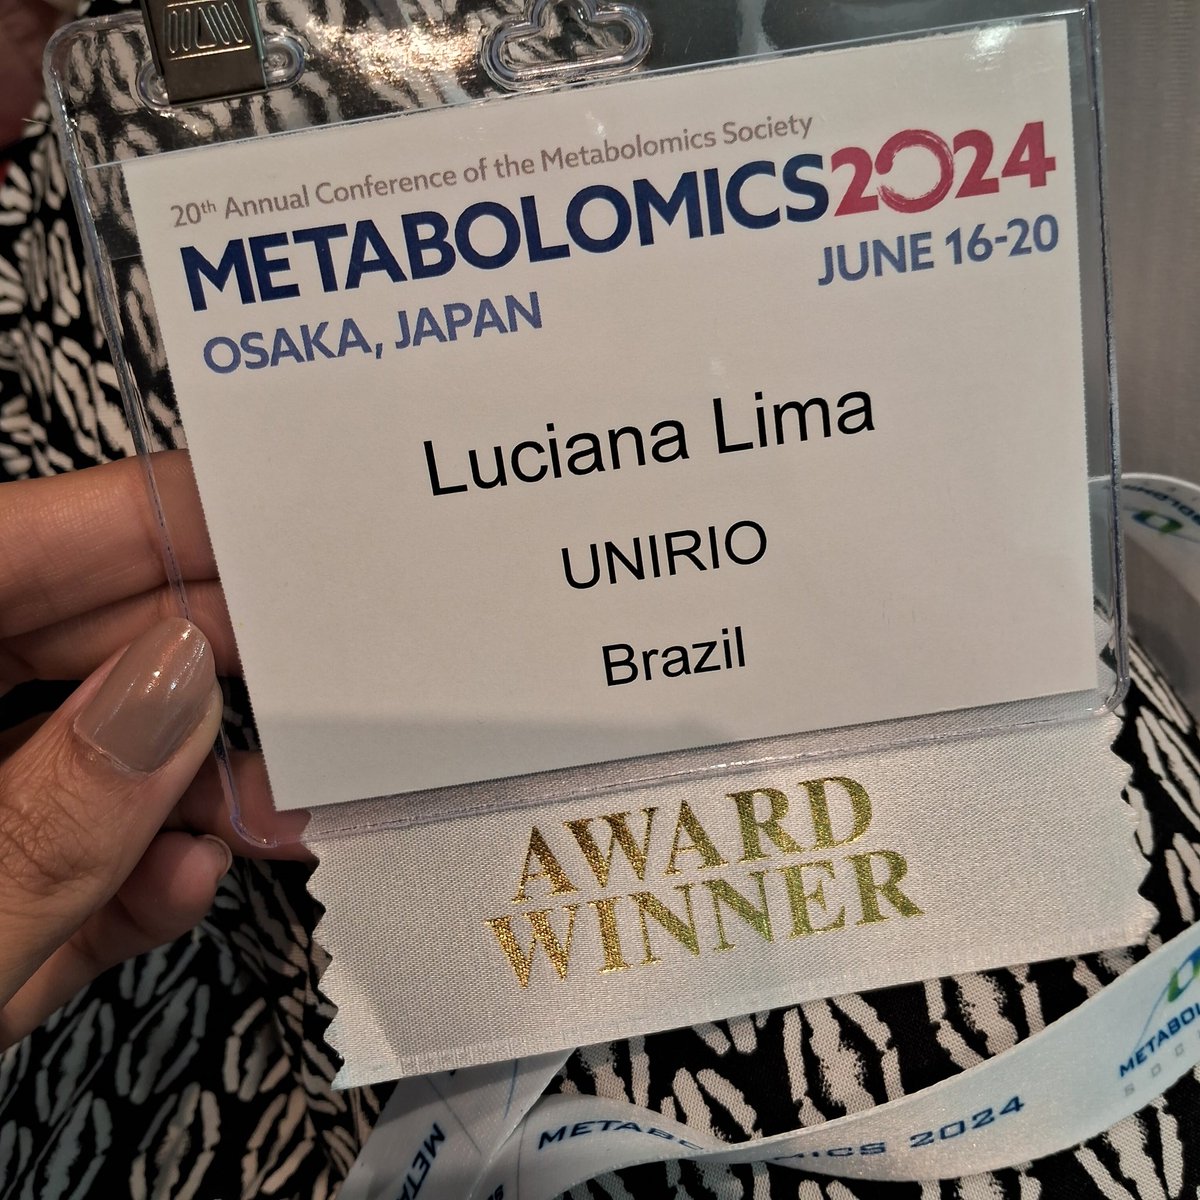 20th Annual Conference of the Metabolomics Society
METABOLOMICS2024
OSAKA, JAPAN
JUNE 16-20
Luciana Lima
UNIRIO
Brazil
AWARD
WINNER
METABOLOMICS 2024